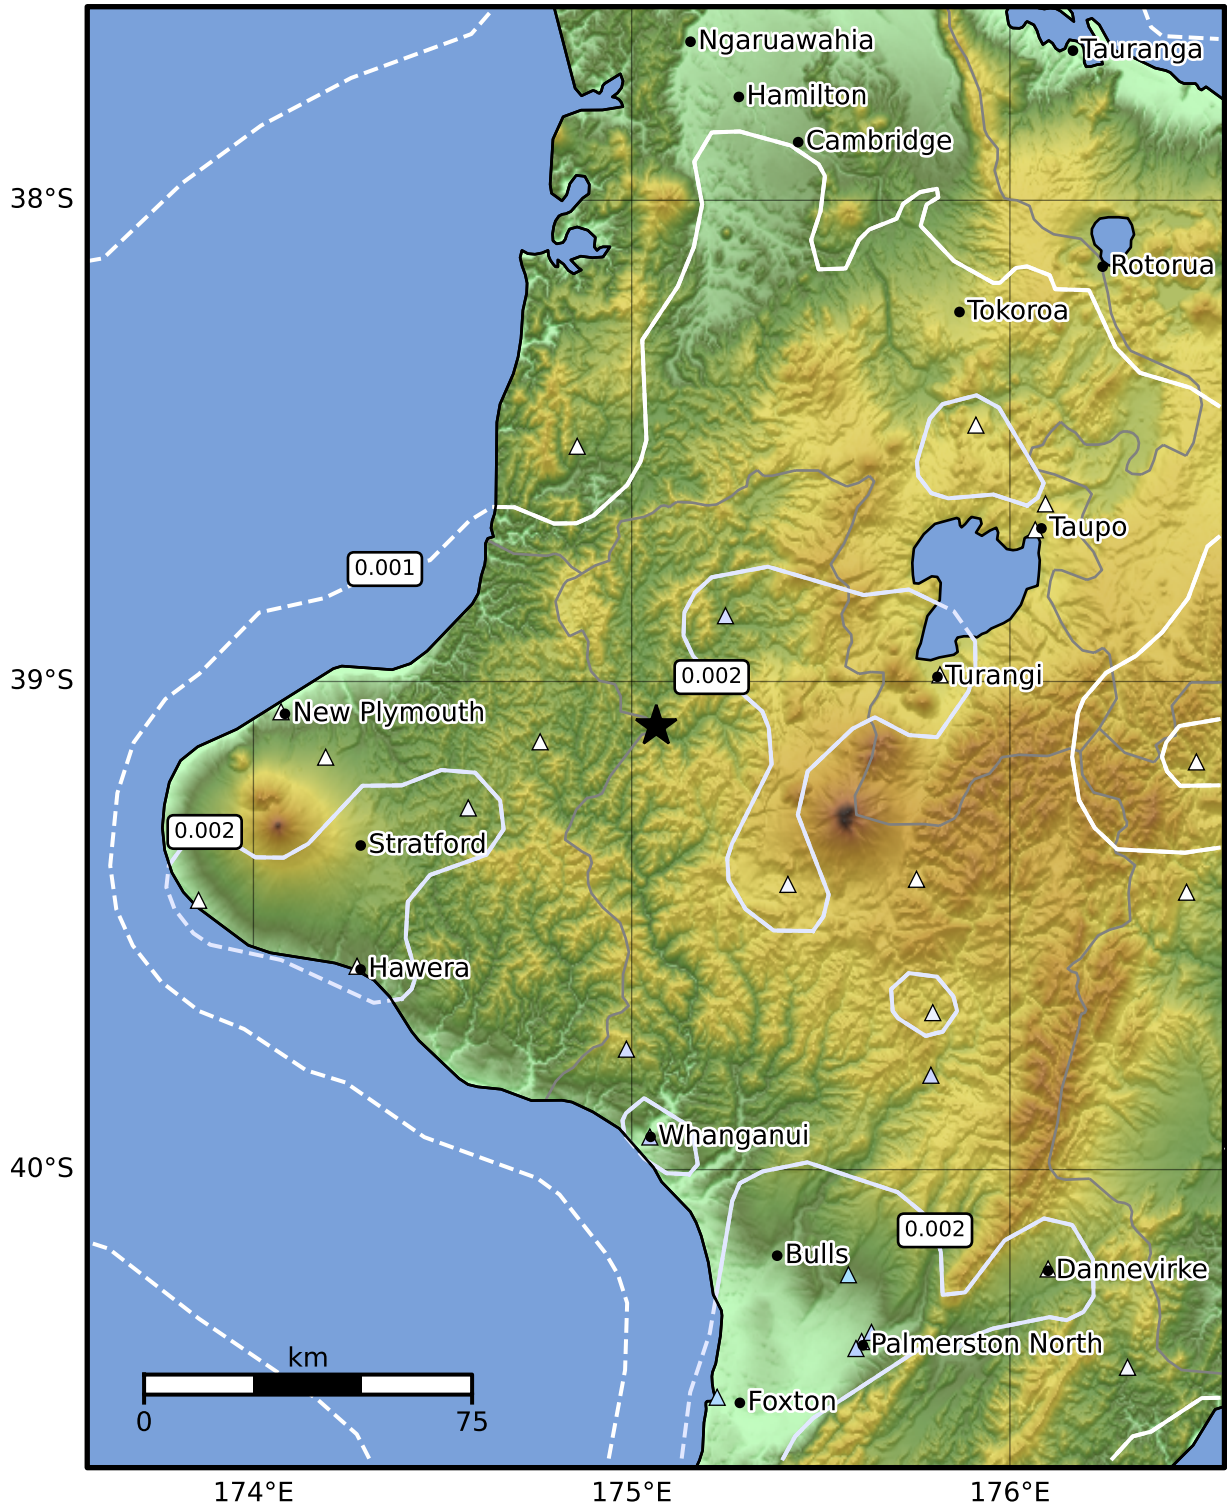 Ngaruawahia
Tauranga
Hamilton
Cambridge
38°S
Rotorua
Tokoroa
Taupo
0.001
39°S
0.002
Turangi
New Plymouth
0.002
Stratford
Hawera
Whanganui
40°S
0.002
Bulls
Dannevirke
Palmerston North
km
Foxton
0
75
174°E
175°E
176°E